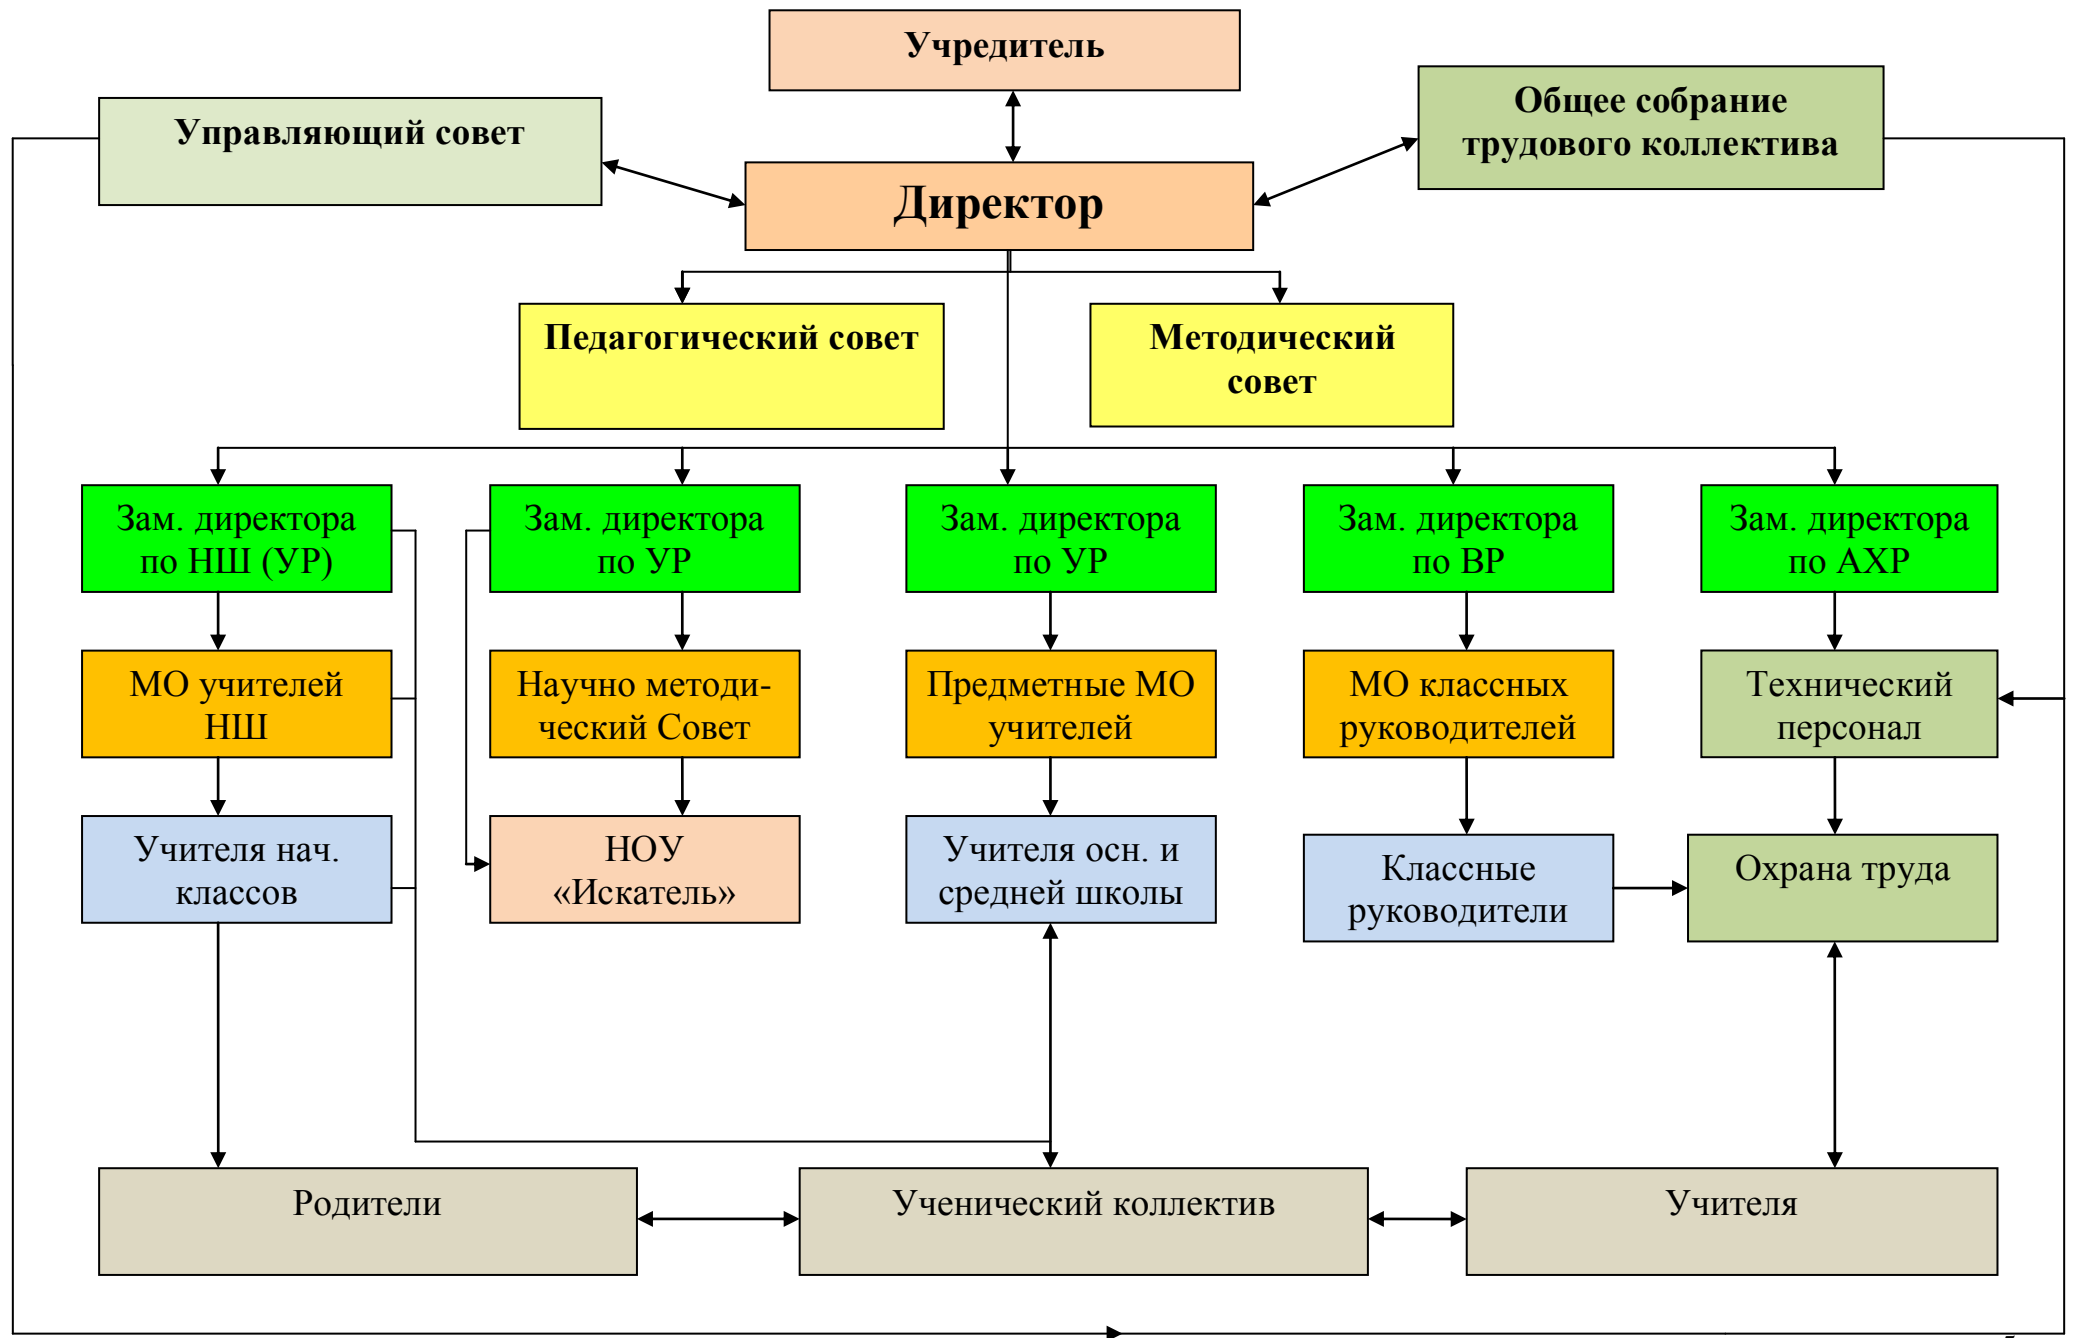 Учредитель
Управляющий совет
Общее собрание
трудового коллектива
Директор
Педагогический совет
Методический
совет
Зам. директора
по НШ (УР)
Зам. директора
по УР
Зам. директора
по УР
Зам. директора
по ВР
Зам. директора
по АХР
МО учителей
НШ
Научно методи-
ческий Совет
Предметные МО
учителей
МО классных
руководителей
Технический
персонал
Учителя нач.
классов
НОУ
«Искатель»
Учителя осн. и
средней школы
Классные
руководители
Охрана труда
Родители
Ученический коллектив
Учителя